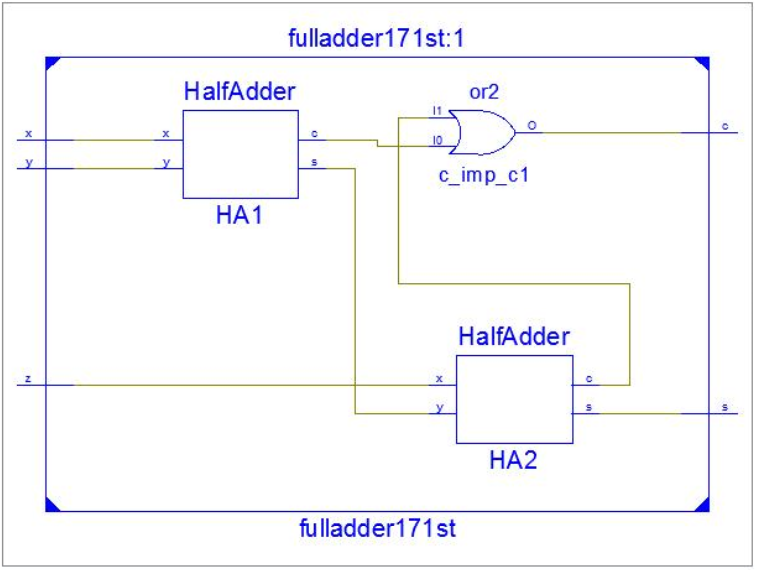 fulladder171st:1
HalfAdder
or2
x
x
c
I1
O
c
y
y
s
I0
HA1
c_imp_c1
HalfAdder
z
x
c
y
s
s
HA2
fulladder171st